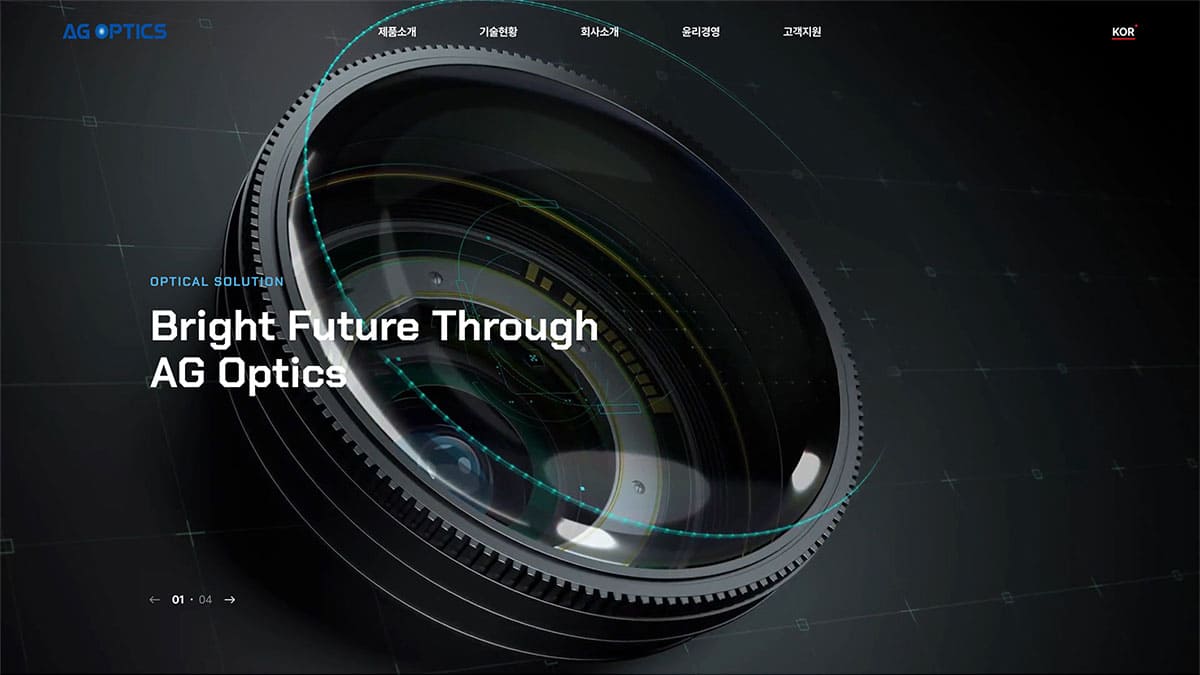 AG OPTICS
제품소개 기술현황 회사소개 윤리경영 고객지원
KOR
OPTICAL SOLUTION
Bright Future Through
AG Optics
← 01 · 04 →